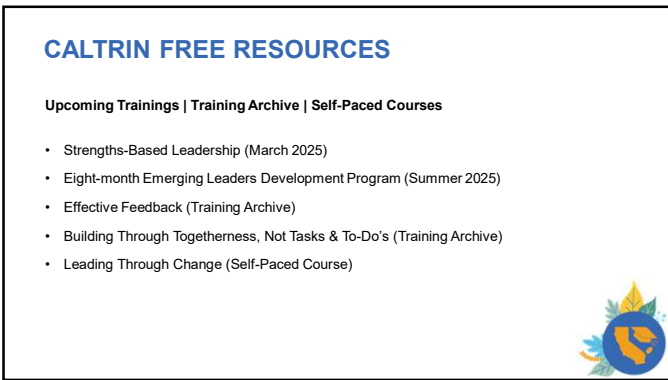 CALTRIN FREE RESOURCES
Upcoming Trainings | Training Archive | Self-Paced Courses
• Strengths-Based Leadership (March 2025)
• Eight-month Emerging Leaders Development Program (Summer 2025)
• Effective Feedback (Training Archive)
• Building Through Togetherness, Not Tasks & To-Do’s (Training Archive)
• Leading Through Change (Self-Paced Course)